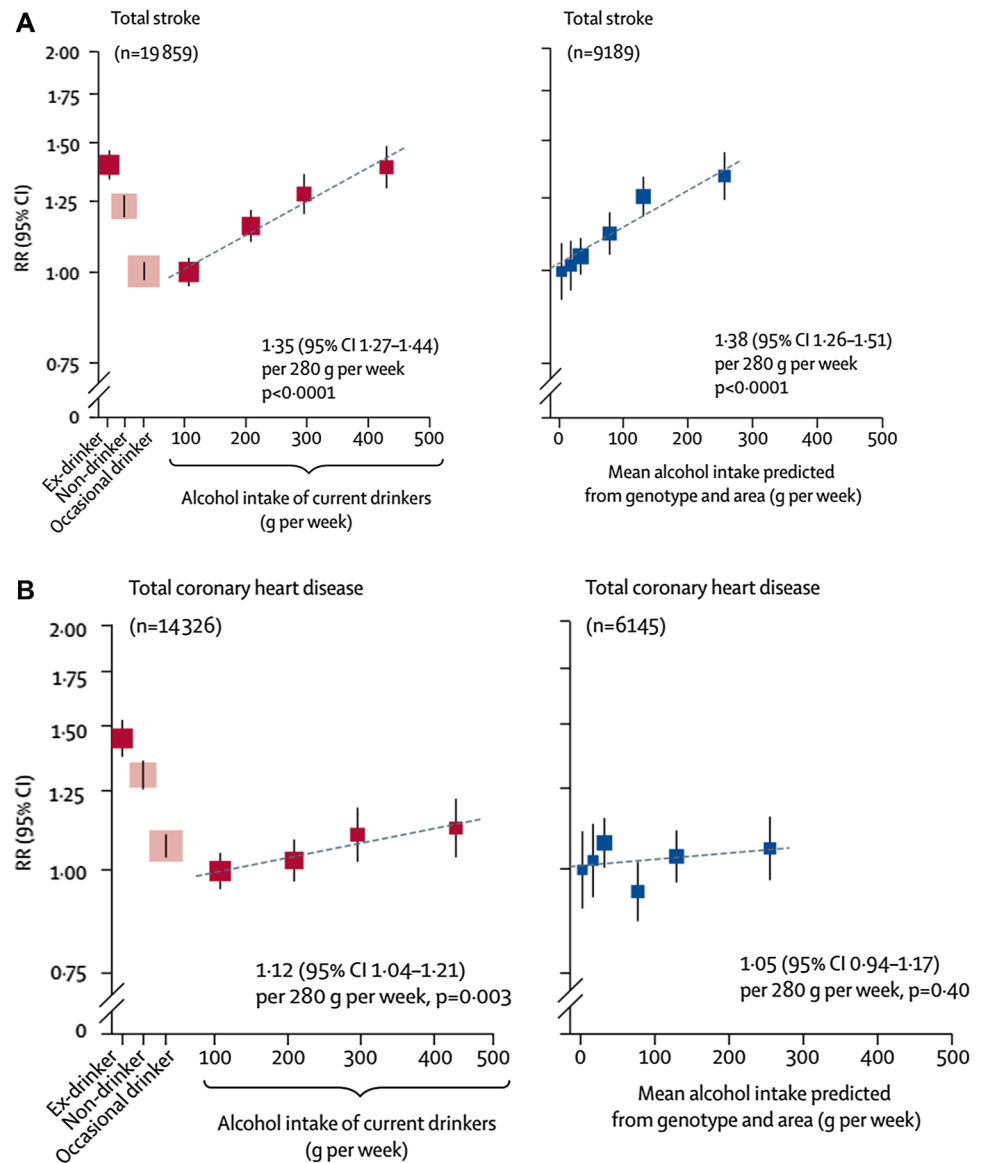 A
Total stroke
(n=19 859)
RR (95% CI)
2·00
1·75
1·50
1·25
1·00
0·75
0
Ex-drinker
Non-drinker
Occasional drinker
100
200
300
400
500
Alcohol intake of current drinkers
(g per week)
1·35 (95% CI 1·27–1·44)
per 280 g per week
p<0·0001
Total stroke
(n=9189)
1·38 (95% CI 1·26–1·51)
per 280 g per week
p<0·0001
0
100
200
300
400
500
Mean alcohol intake predicted
from genotype and area (g per week)
B
Total coronary heart disease
(n=14 326)
RR (95% CI)
2·00
1·75
1·50
1·25
1·00
0·75
0
Ex-drinker
Non-drinker
Occasional drinker
100
200
300
400
500
Alcohol intake of current drinkers
(g per week)
1·12 (95% CI 1·04–1·21)
per 280 g per week, p=0·003
Total coronary heart disease
(n=6145)
1·05 (95% CI 0·94–1·17)
per 280 g per week, p=0·40
0
100
200
300
400
500
Mean alcohol intake predicted
from genotype and area (g per week)